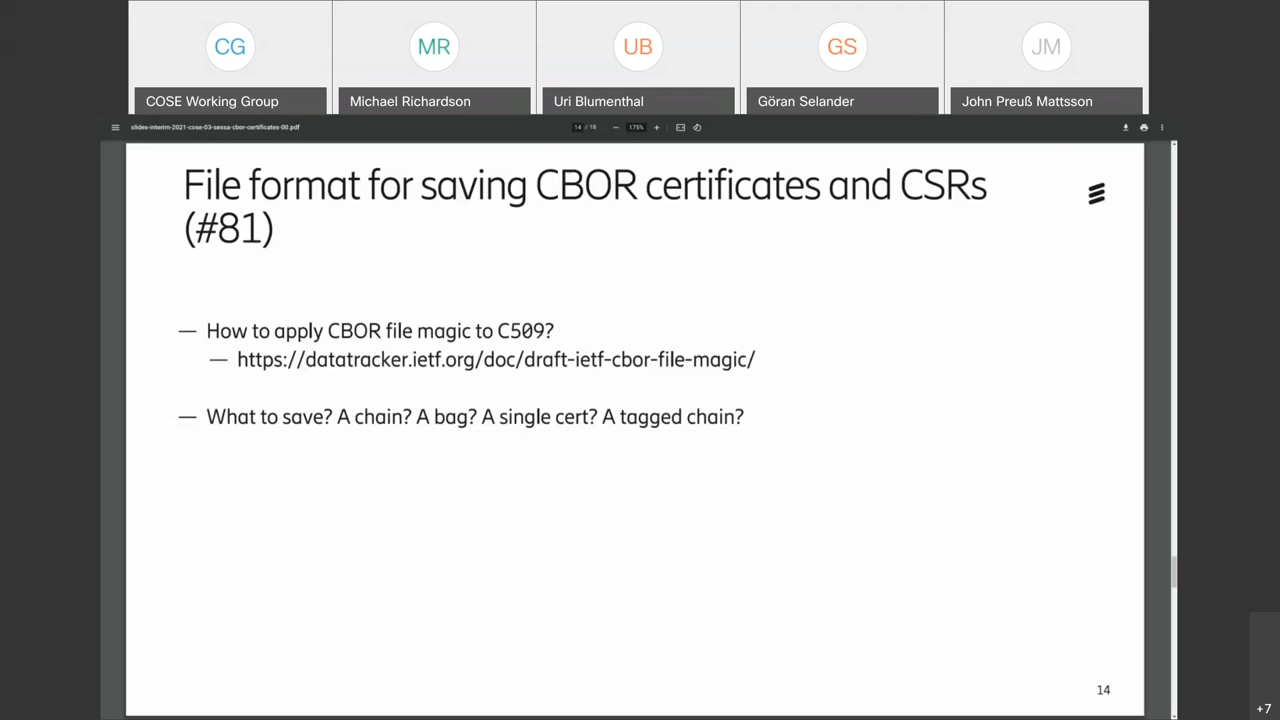 CG
MR
UB
GS
JM
COSE Working Group
Michael Richardson
Uri Blumenthal
Göran Selander
John Preuß Mattsson
slides-interim-2021-cose-03-sessa-cbor-certificates-00.pdf
14 / 18
175%
File format for saving CBOR certificates and CSRs
(#81)
— How to apply CBOR file magic to C509?
— https://datatracker.ietf.org/doc/draft-ietf-cbor-file-magic/
— What to save? A chain? A bag? A single cert? A tagged chain?
14
+7